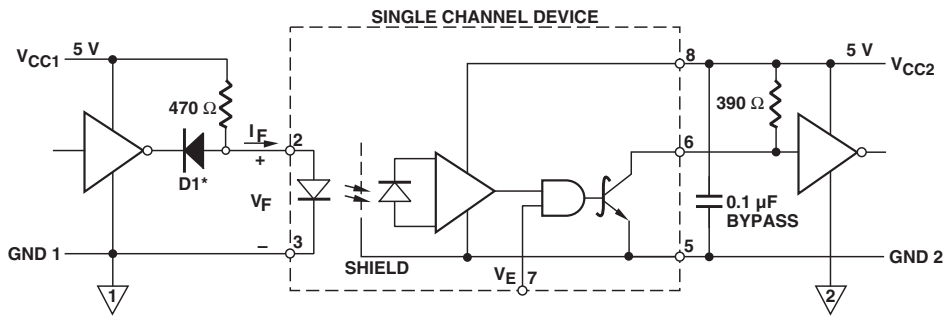 SINGLE CHANNEL DEVICE
VCC1
5 V
8
5 V
VCC2
470 Ω
390 Ω
IF
2
6
+
D1*
VF
0.1 µF
BYPASS
GND 1
–
3
SHIELD
VE
7
5
GND 2
1
2